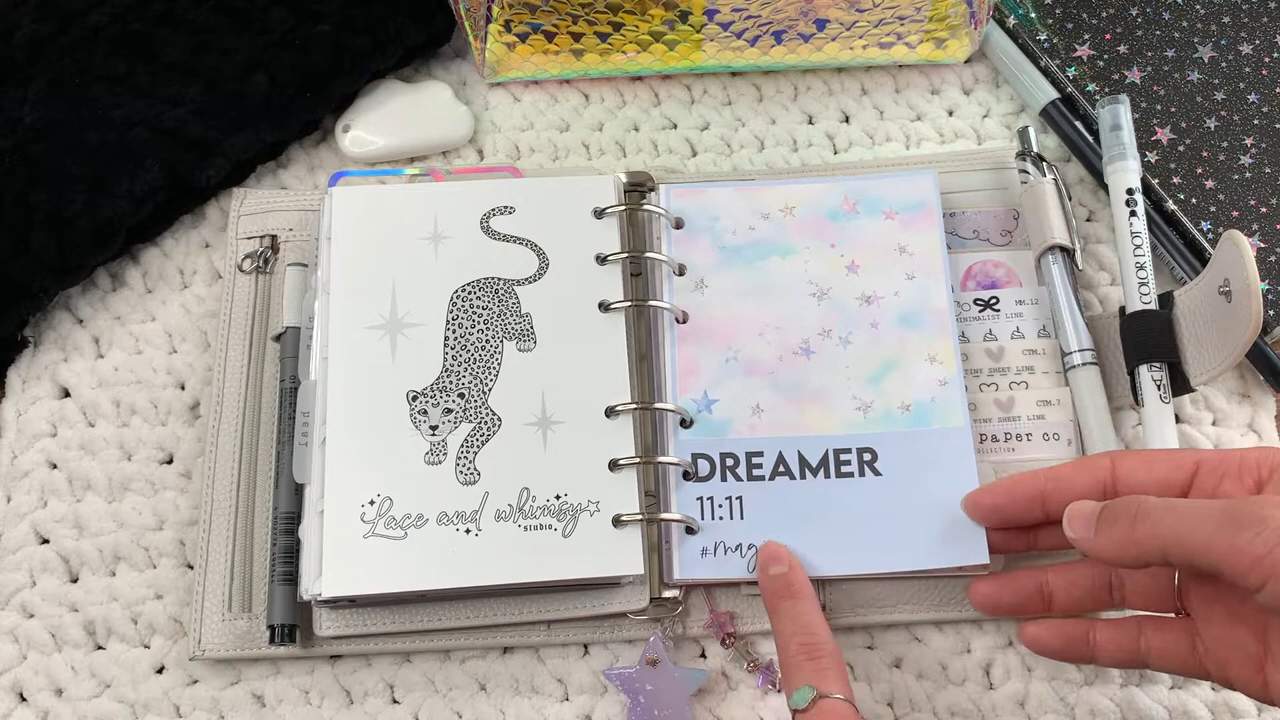 Lace and whimsy
studio
DREAMER
11:11
MM.12
MINIMALIST LINE
CTM.1
TINY SHEET LINE
CTM.7
TINY SHEET LINE
paper co
COLLECTION
COLOR DOT